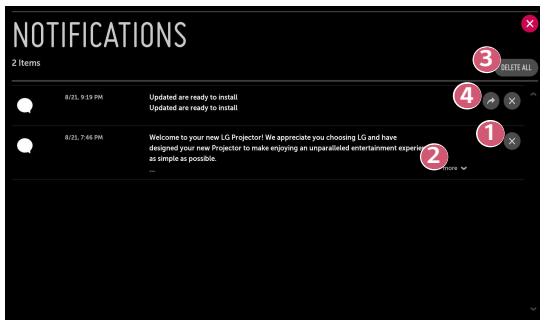 NOTIFICATIONS
2 Items
3
DELETE ALL
8/21, 9:19 PM
Updated are ready to install
Updated are ready to install
4
8/21, 7:46 PM
Welcome to your new LG Projector! We appreciate you choosing LG and have
designed your new Projector to make enjoying an unparalleled entertainment
as simple as possible.
...
1
2
more